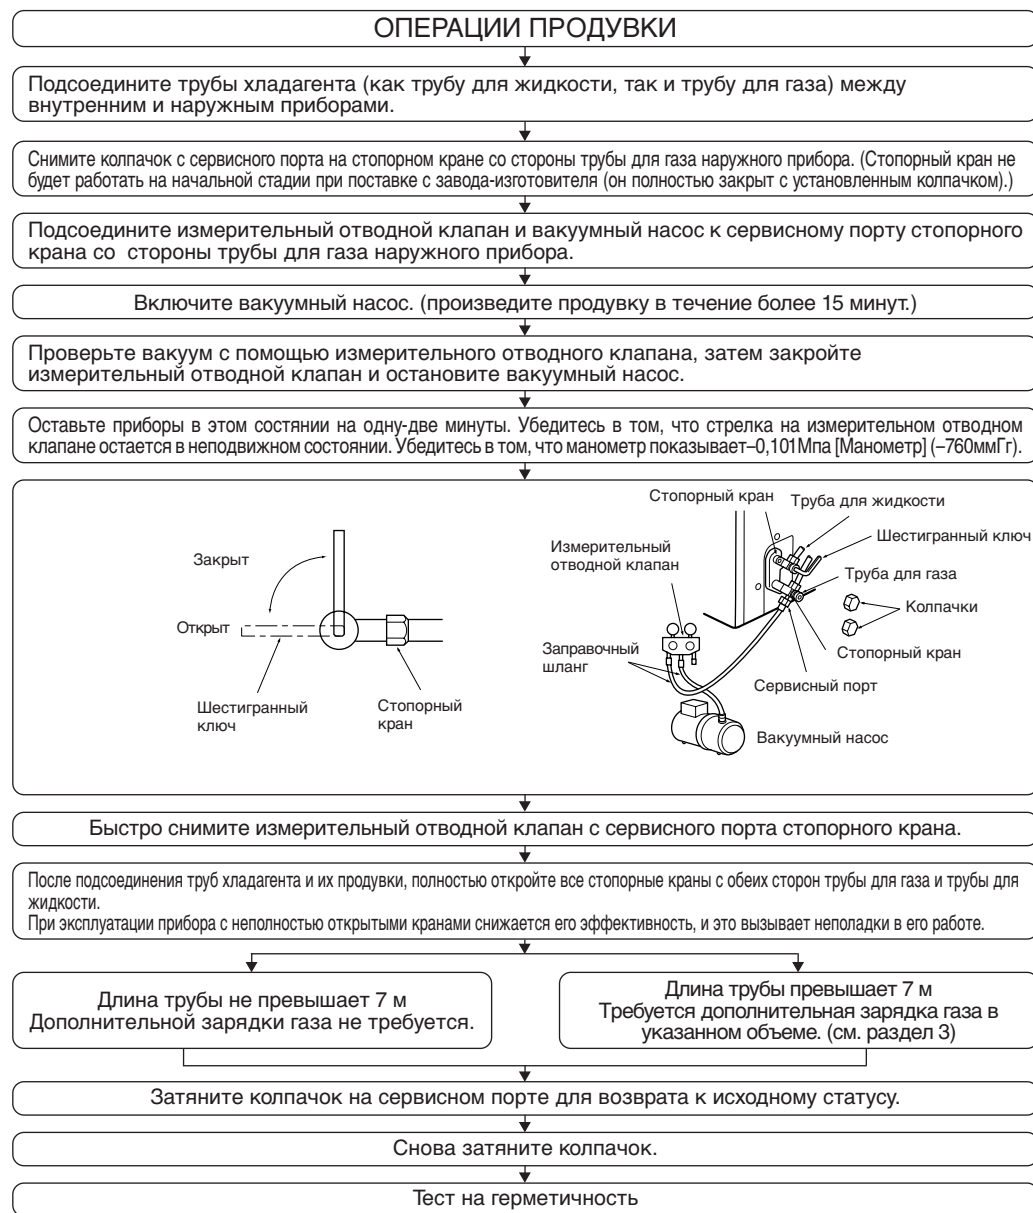 ОПЕРАЦИИ ПРОДУВКИ
Подсоедините трубы хладагента (как трубу для жидкости, так и трубу для газа) между
внутренним и наружным приборами.
Снимите колпачок с сервисного порта на стопорном кране со стороны трубы для газа наружного прибора. (Стопорный кран не
будет работать на начальной стадии при поставке с завода-изготовителя (он полностью закрыт с установленным колпачком).)
Подсоедините измерительный отводной клапан и вакуумный насос к сервисному порту стопорного
крана со стороны трубы для газа наружного прибора.
Включите вакуумный насос. (произведите продувку в течение более 15 минут.)
Проверьте вакуум с помощью измерительного отводного клапана, затем закройте
измерительный отводной клапан и остановите вакуумный насос.
Оставьте приборы в этом состянии на одну-две минуты. Убедитесь в том, что стрелка на измерительном отводном
клапане остается в неподвижном состоянии. Убедитесь в том, что манометр показывает–0,101Мпа [Манометр] (–760ммГг).
Закрыт
Открыт
Шестигранный
ключ
Стопорный
кран
Стопорный кран
Труба для жидкости
Шестигранный ключ
Измерительный
отводной клапан
Труба для газа
Колпачки
Заправочный
шланг
Стопорный кран
Сервисный порт
Вакуумный насос
Быстро снимите измерительный отводной клапан с сервисного порта стопорного крана.
После подсоединения труб хладагента и их продувки, полностью откройте все стопорные краны с обеих сторон трубы для газа и трубы для
жидкости.
При эксплуатации прибора с неполностью открытыми кранами снижается его эффективность, и это вызывает неполадки в его работе.
Длина трубы не превышает 7 м
Дополнительной зарядки газа не требуется.
Длина трубы превышает 7 м
Требуется дополнительная зарядка газа в
указанном объеме. (см. раздел 3)
Затяните колпачок на сервисном порте для возврата к исходному статусу.
Снова затяните колпачок.
Тест на герметичность